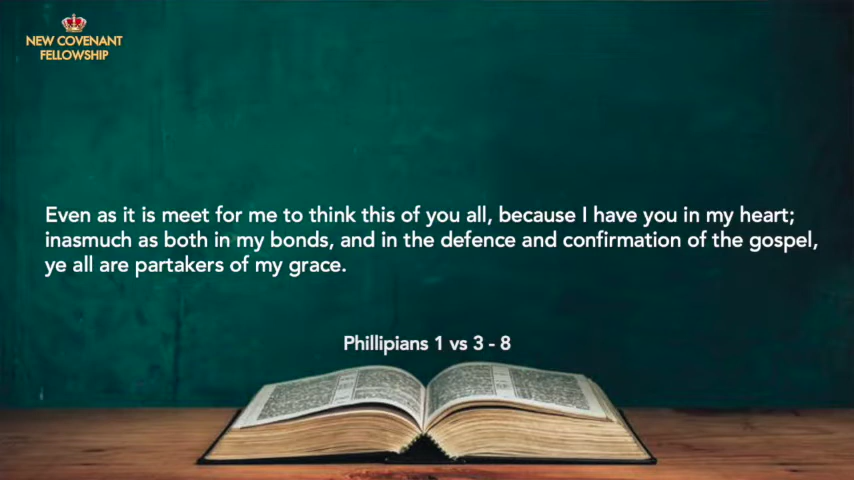 NEW COVENANT
FELLOWSHIP
Even as it is meet for me to think this of you all, because I have you in my heart;
inasmuch as both in my bonds, and in the defence and confirmation of the gospel,
ye all are partakers of my grace.
Phillipians 1 vs 3 - 8